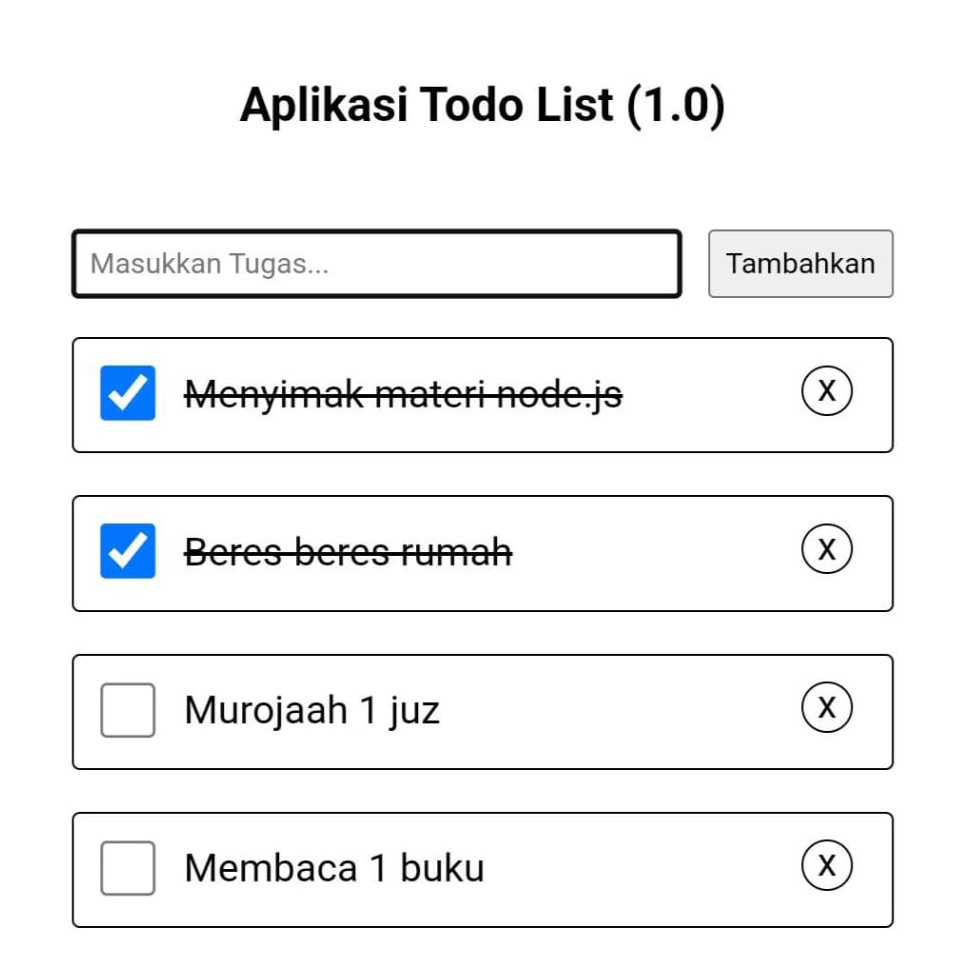 Aplikasi Todo List (1.0)
Masukkan Tugas...
Tambahkan
Menyimak materi node.js
X
Beres beres rumah
X
Murojaah 1 juz
X
Membaca 1 buku
X